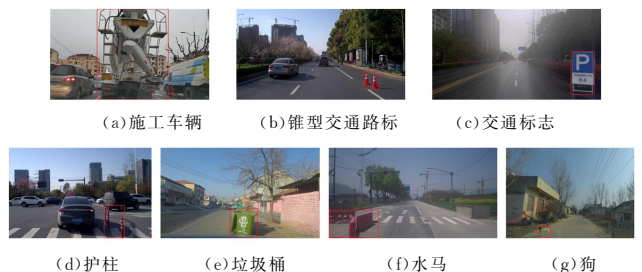 (a)施工车辆
(b)锥型交通路标
(c)交通标志
P
(d)护柱
(e)垃圾桶
(f)水马
(g)狗